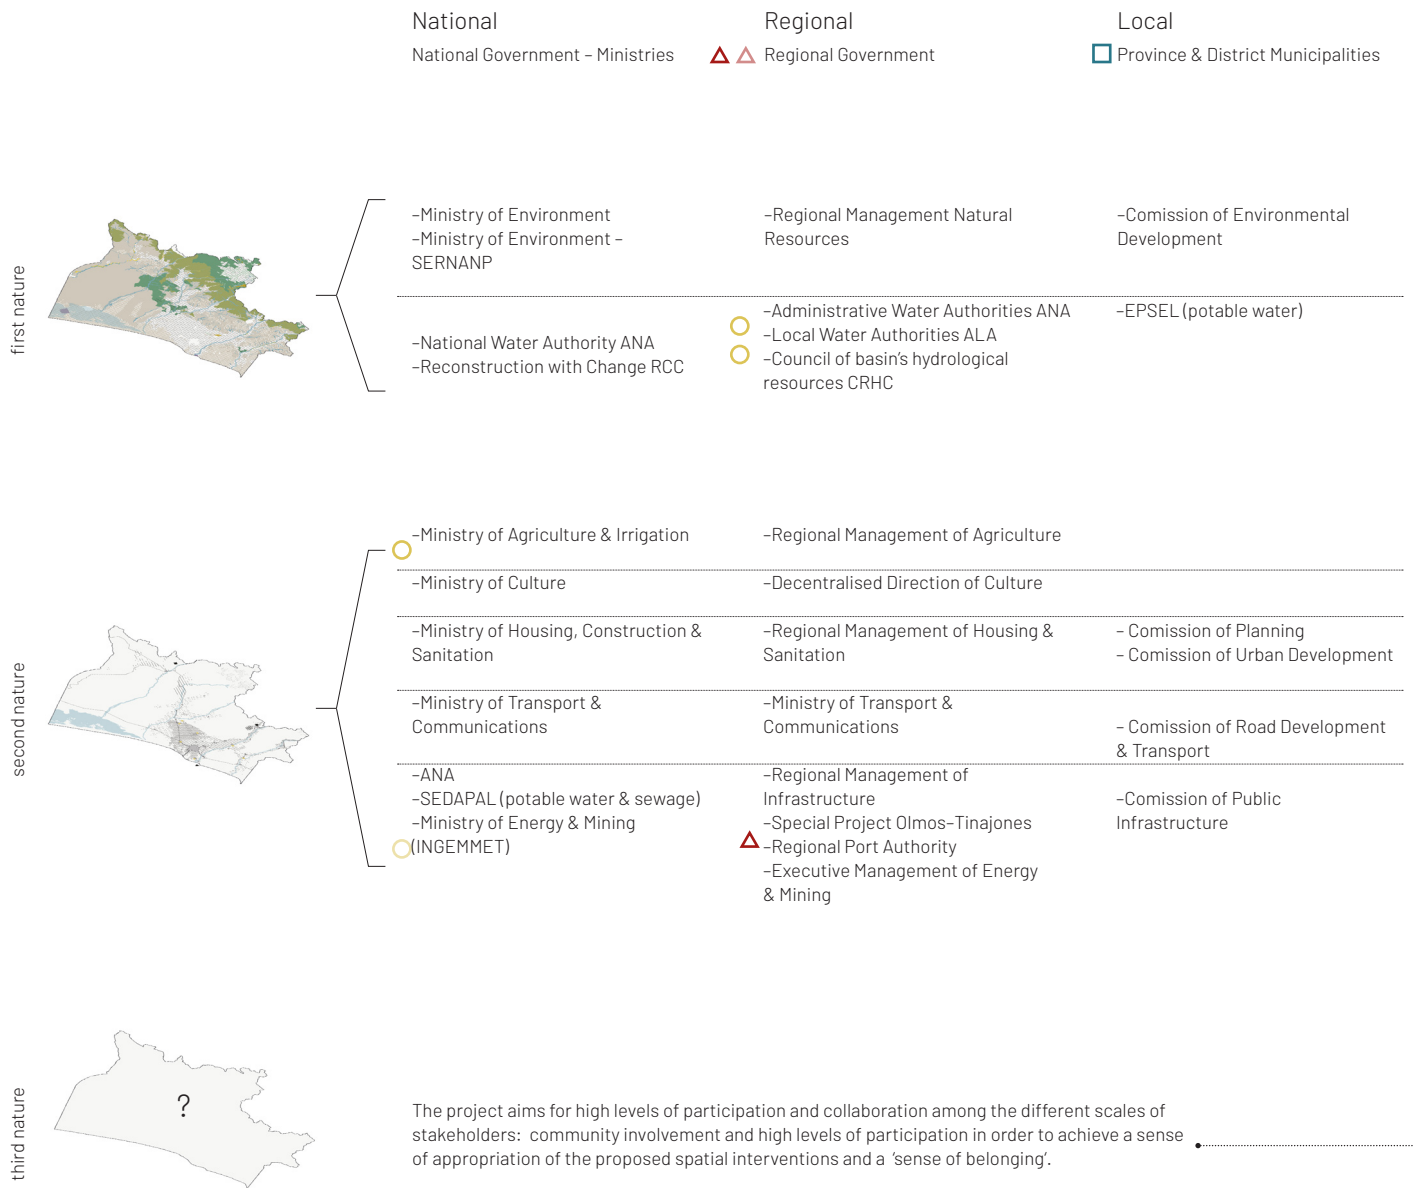 National
Regional
Local
National Government – Ministries
Regional Government
Province & District Municipalities
first nature
–Ministry of Environment
–Ministry of Environment –
SERNANP
–Regional Management Natural
Resources
–Comission of Environmental
Development
–National Water Authority ANA
–Reconstruction with Change RCC
–Administrative Water Authorities ANA
–Local Water Authorities ALA
–Council of basin's hydrological
resources CRHC
–EPSEL (potable water)
second nature
–Ministry of Agriculture & Irrigation
–Regional Management of Agriculture
–Ministry of Culture
–Decentralised Direction of Culture
–Ministry of Housing, Construction &
Sanitation
–Regional Management of Housing &
Sanitation
– Comission of Planning
– Comission of Urban Development
–Ministry of Transport &
Communications
–Ministry of Transport &
Communications
– Comission of Road Development
& Transport
–ANA
–SEDAPAL (potable water & sewage)
–Ministry of Energy & Mining
(INGEMMET)
–Regional Management of
Infrastructure
–Special Project Olmos–Tinajones
–Regional Port Authority
–Executive Management of Energy
& Mining
–Comission of Public
Infrastructure
third nature
?
The project aims for high levels of participation and collaboration among the different scales of
stakeholders: community involvement and high levels of participation in order to achieve a sense
of appropriation of the proposed spatial interventions and a 'sense of belonging'.